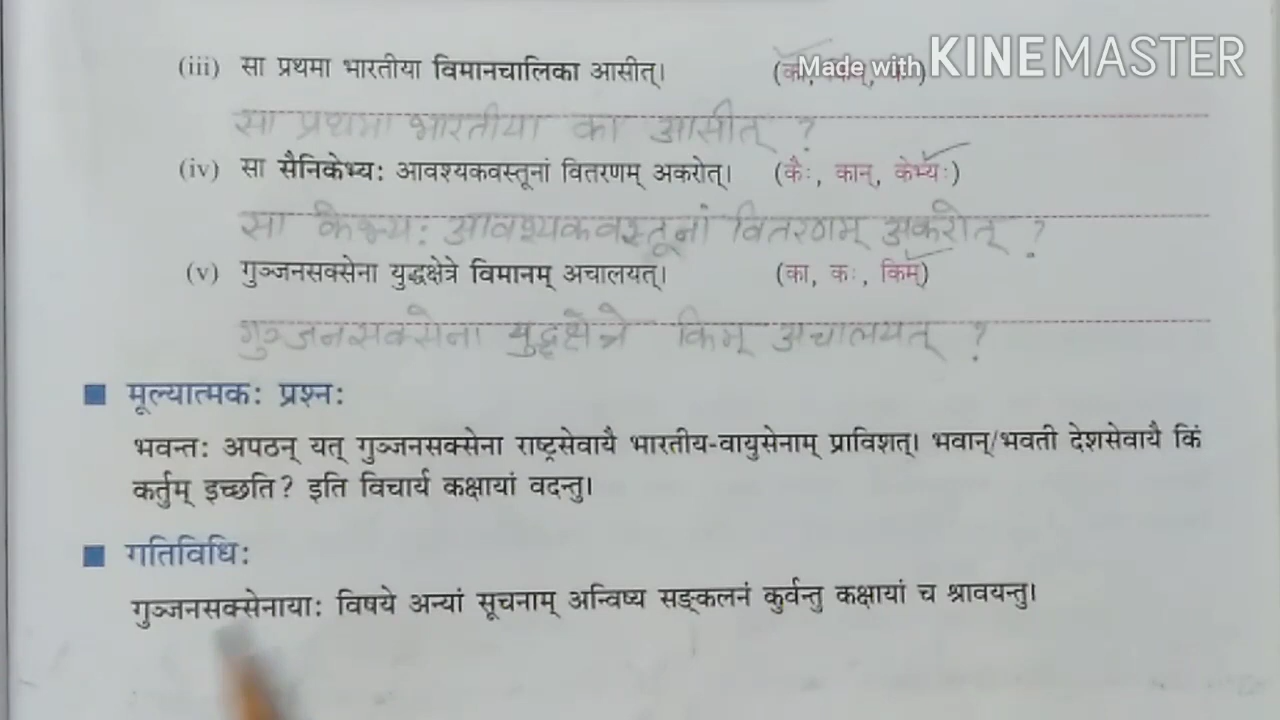 Made with KINEMASTER
(iii) सा प्रथमा भारतीया विमानचालिका आसीत्।
सा प्रथमा भारतीया का आसीत् ?
(iv) सा सैनिकेभ्यः आवश्यकवस्तूनां वितरणम् अकरोत्। (कैः, कान्, केभ्यः)
सा केभ्यः आवश्यकवस्तूनां वितरणम् अकरोत् ?
(v) गुञ्जनसक्सेना युद्धक्षेत्रे विमानम् अचालयत्। (का, कः, किम्)
गुञ्जनसक्सेना युद्धक्षेत्रे किम् अचालयत् ?
मूल्यात्मकः प्रश्नः
भवन्तः अपठन् यत् गुञ्जनसक्सेना राष्ट्रसेवायै भारतीय-वायुसेनाम् प्राविशत्। भवान्/भवती देशसेवायै किं
कर्तुम् इच्छति? इति विचार्य कक्षायां वदन्तु।
गतिविधिः
गुञ्जनसक्सेनायाः विषये अन्यां सूचनाम् अन्विष्य सङ्कलनं कुर्वन्तु कक्षायां च श्रावयन्तु।